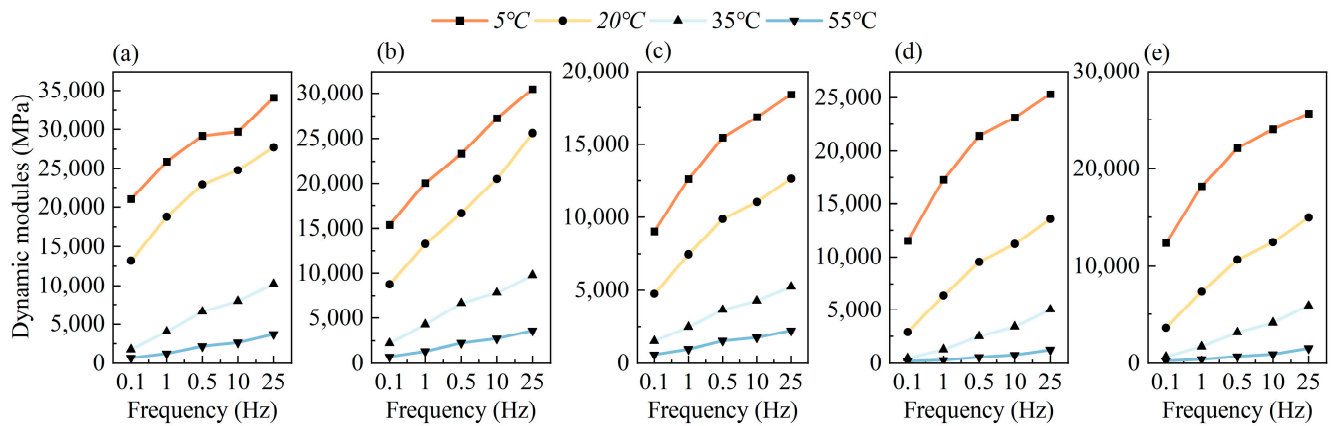 5℃ 20℃ 35℃ 55℃
(a) (b) (c) (d) (e)
Dynamic modules (MPa)
35,000
30,000
25,000
20,000
15,000
10,000
5,000
0
0.1 1 0.5 10 25
Frequency (Hz)
30,000
25,000
20,000
15,000
10,000
5,000
0
0.1 1 0.5 10 25
Frequency (Hz)
20,000
15,000
10,000
5,000
0
0.1 1 0.5 10 25
Frequency (Hz)
25,000
20,000
15,000
10,000
5,000
0
0.1 1 0.5 10 25
Frequency (Hz)
30,000
20,000
10,000
0
0.1 1 0.5 10 25
Frequency (Hz)